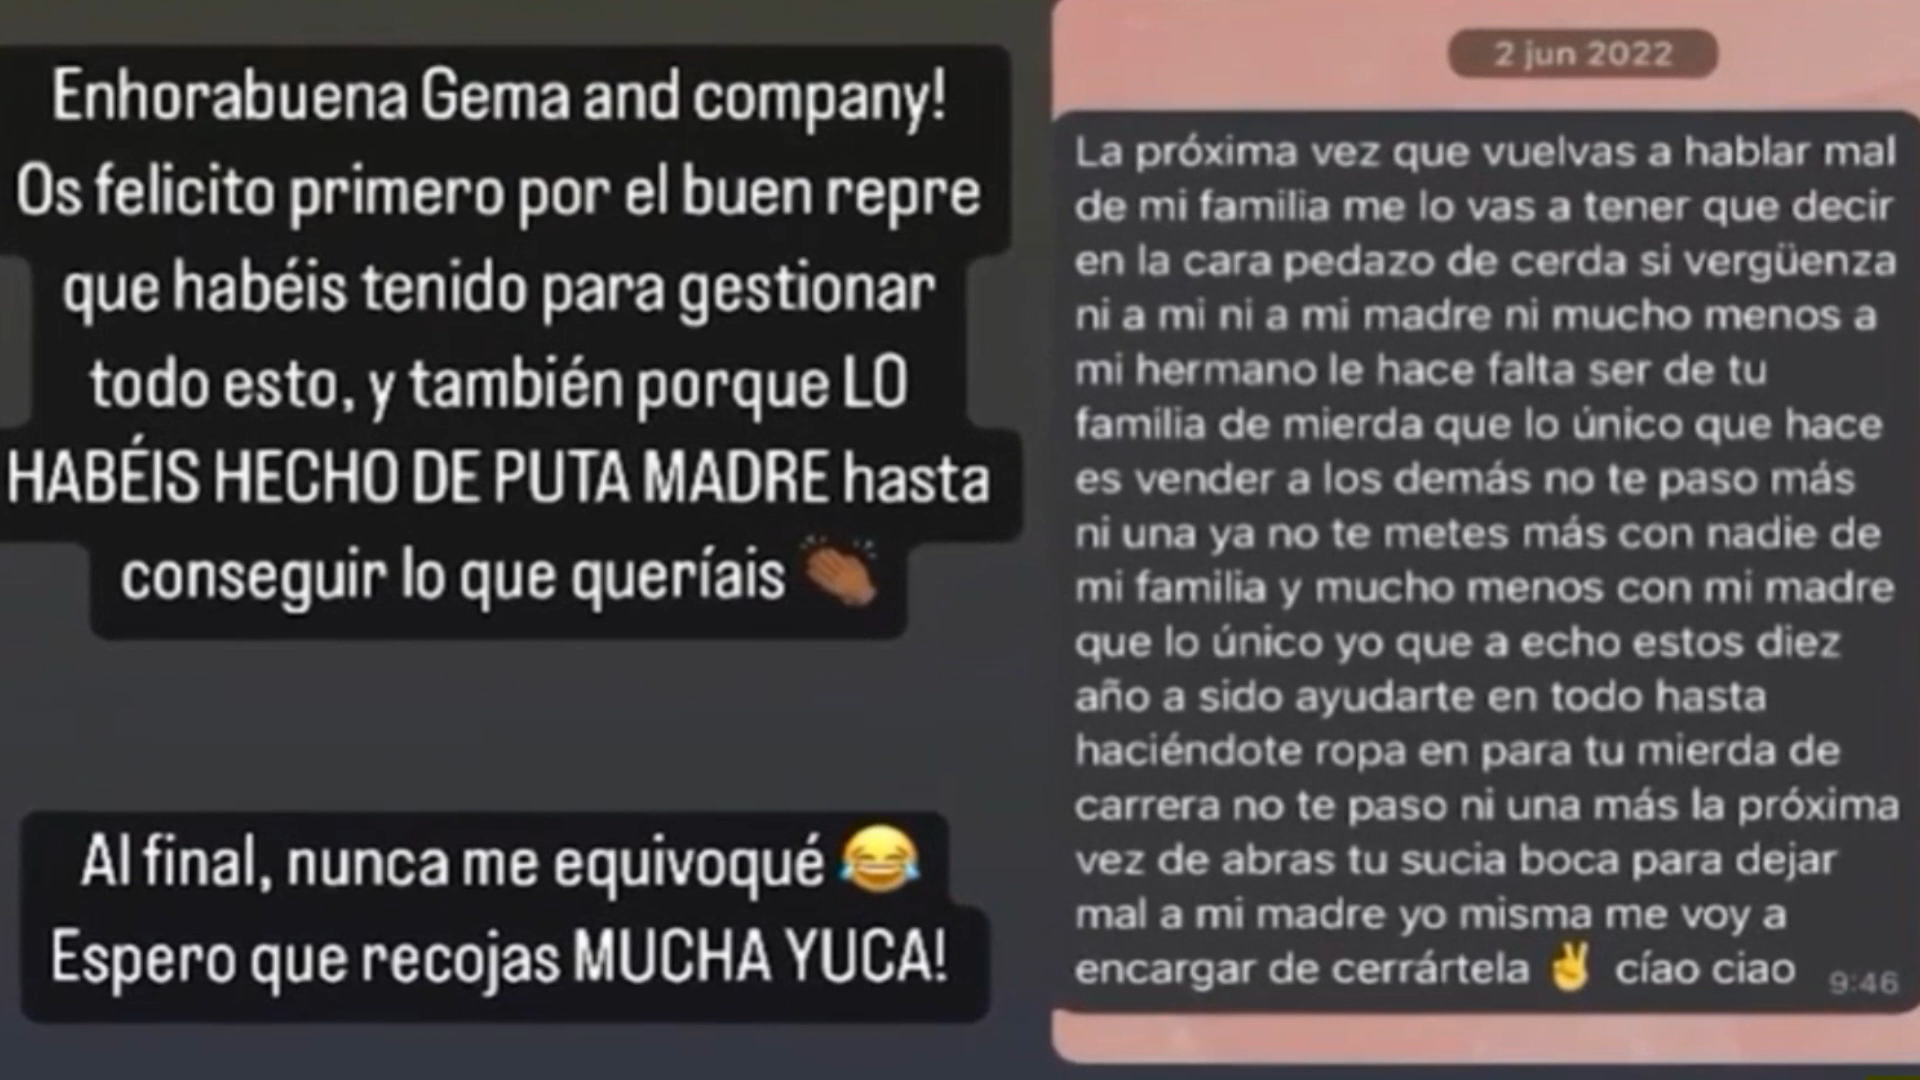 Enhorabuena Gema and company!
Os felicito primero por el buen repre
que habéis tenido para gestionar
todo esto, y también porque LO
HABÉIS HECHO DE PUTA MADRE hasta
conseguir lo que queríais 👏🏾
Al final, nunca me equivoqué 😂
Espero que recojas MUCHA YUCA!
2 jun 2022
La próxima vez que vuelvas a hablar mal
de mi familia me lo vas a tener que decir
en la cara pedazo de cerda si vergüenza
ni a mi ni a mi madre ni mucho menos a
mi hermano le hace falta ser de tu
familia de mierda que lo único que hace
es vender a los demás no te paso más
ni una ya no te metes más con nadie de
mi familia y mucho menos con mi madre
que lo único yo que a echo estos diez
año a sido ayudarte en todo hasta
haciéndote ropa en para tu mierda de
carrera no te paso ni una más la próxima
vez de abras tu sucia boca para dejar
mal a mi madre yo misma me voy a
encargar de cerrártela ✌️ cíao ciao 9:46